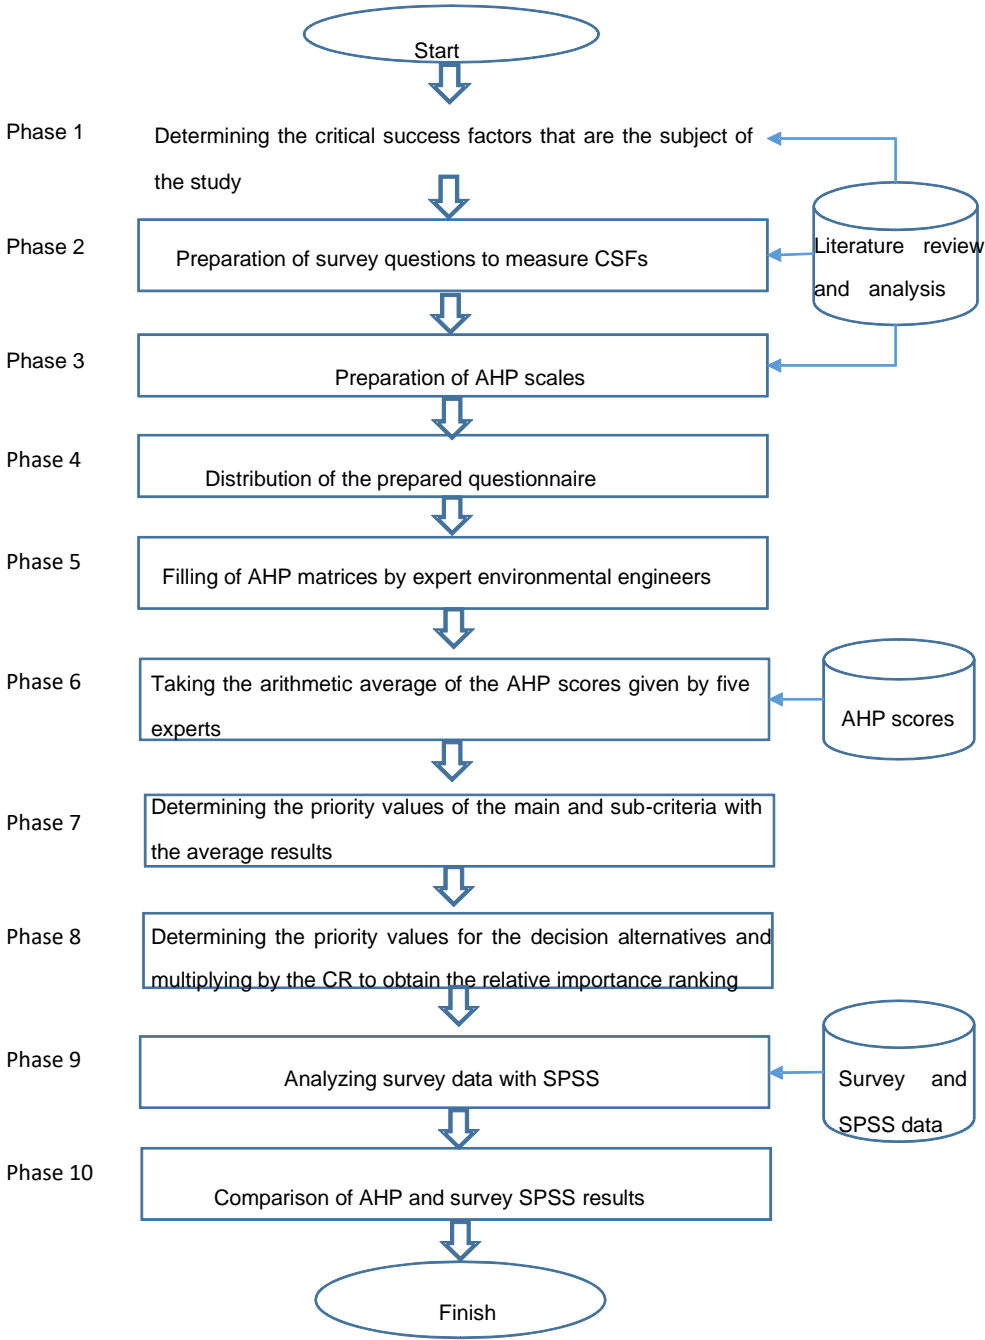 Start
Phase 1
Determining the critical success factors that are the subject of
the study
Phase 2
Preparation of survey questions to measure CSFs
Literature review
and analysis
Phase 3
Preparation of AHP scales
Phase 4
Distribution of the prepared questionnaire
Phase 5
Filling of AHP matrices by expert environmental engineers
Phase 6
Taking the arithmetic average of the AHP scores given by five
experts
AHP scores
Phase 7
Determining the priority values of the main and sub-criteria with
the average results
Phase 8
Determining the priority values for the decision alternatives and
multiplying by the CR to obtain the relative importance ranking
Phase 9
Analyzing survey data with SPSS
Survey and
SPSS data
Phase 10
Comparison of AHP and survey SPSS results
Finish